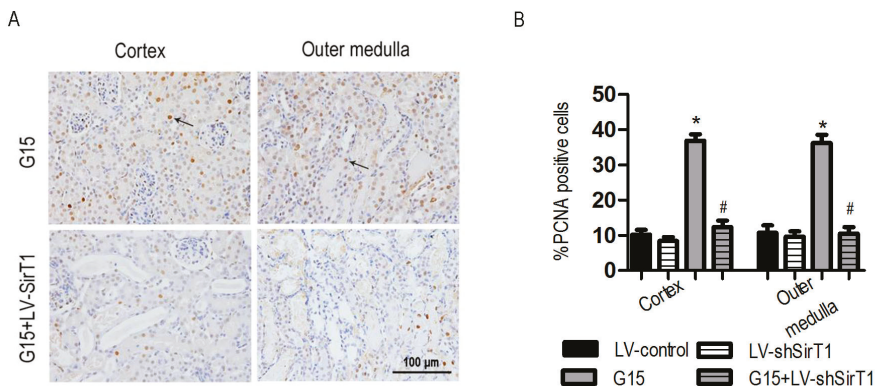 A
Cortex
Outer medulla
G15
G15+LV-SirT1
100 µm
B
%PCNA positive cells
50
40
30
20
10
0
*
#
*
#
Cortex
Outer
medulla
LV-control
LV-shSirT1
G15
G15+LV-shSirT1